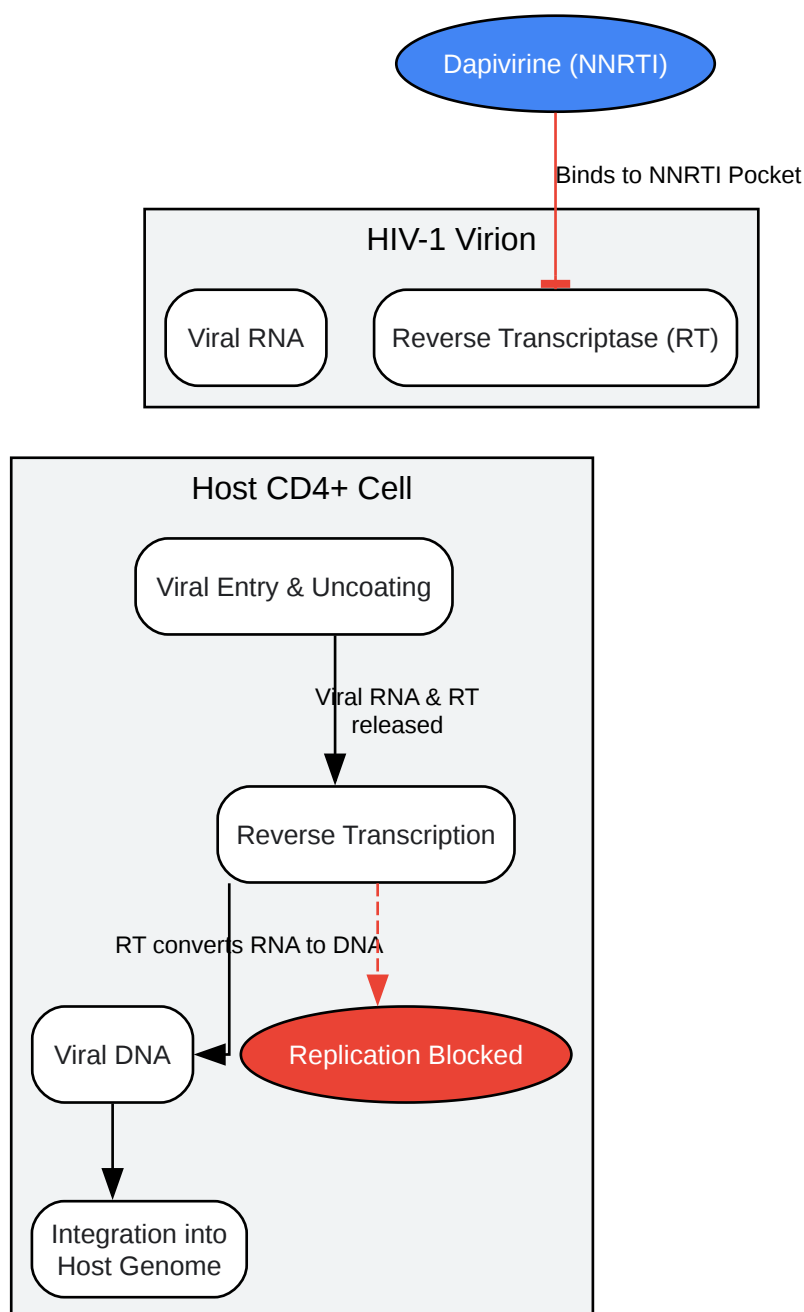 Dapivirine (NNRTI)
Binds to NNRTI Pocket
HIV-1 Virion
Viral RNA
Reverse Transcriptase (RT)
Host CD4+ Cell
Viral Entry & Uncoating
Viral RNA & RT
released
Reverse Transcription
RT converts RNA to DNA
Viral DNA
Replication Blocked
Integration into
Host Genome